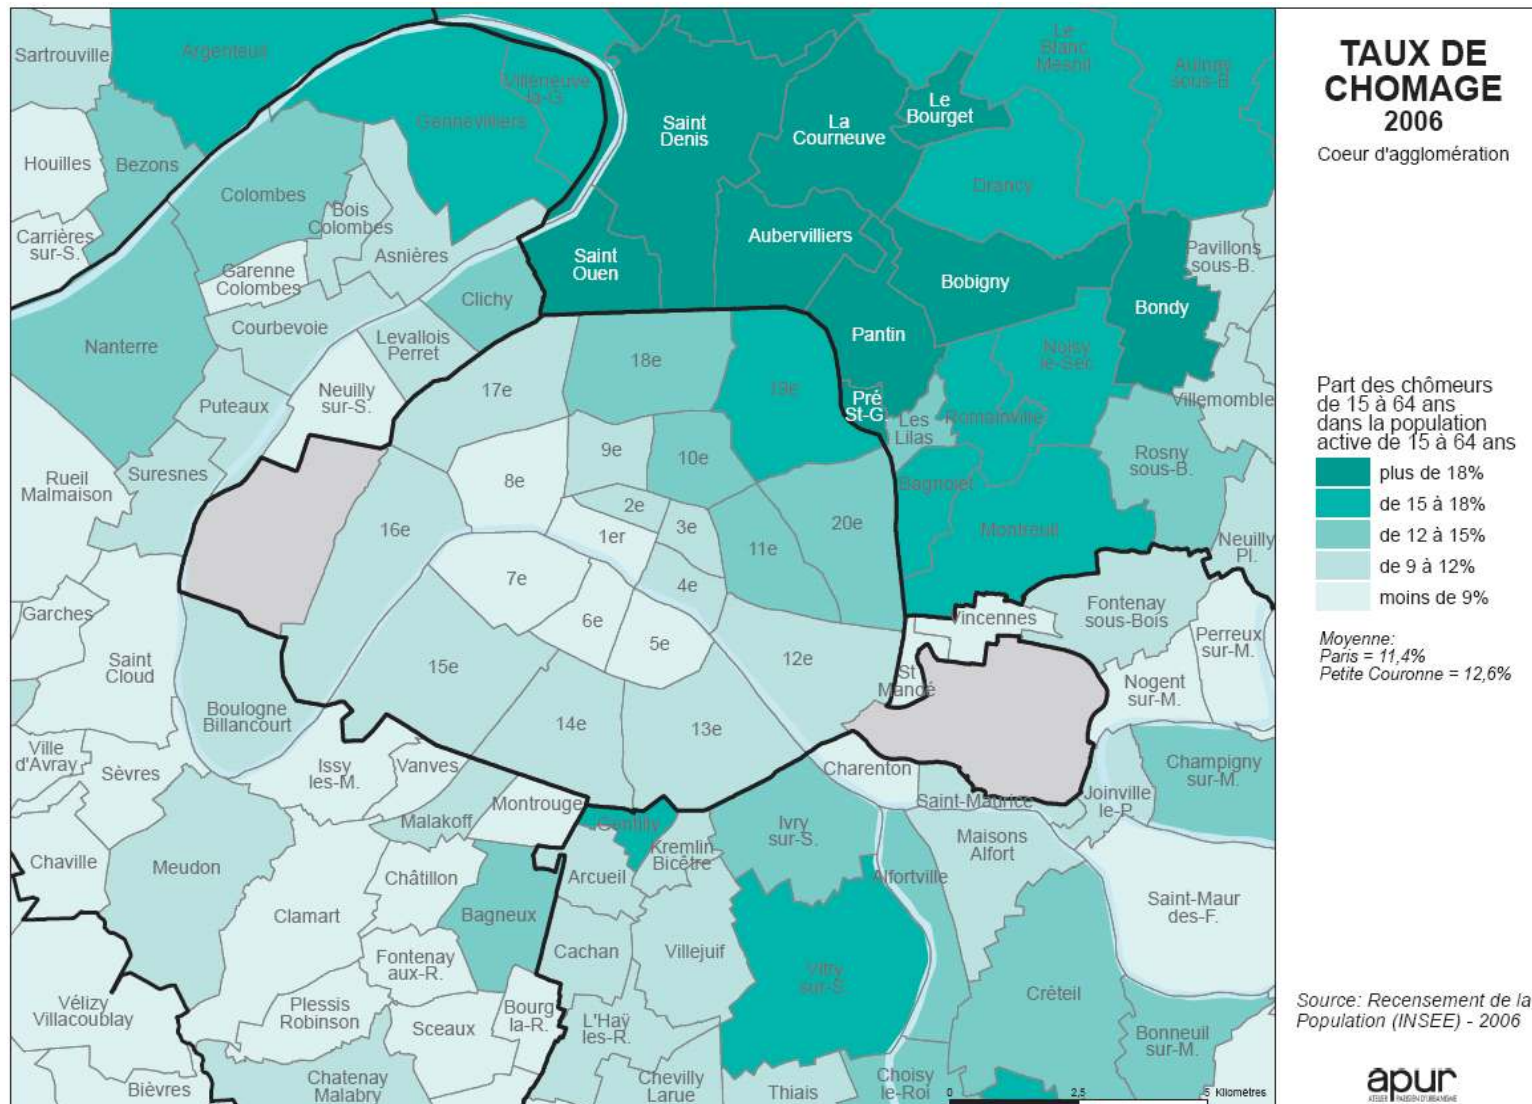 TAUX DE
CHOMAGE
2006
Coeur d'agglomération
Part des chômeurs
de 15 à 64 ans
dans la population
active de 15 à 64 ans
plus de 18%
de 15 à 18%
de 12 à 15%
de 9 à 12%
moins de 9%
Moyenne:
Paris = 11,4%
Petite Couronne = 12,6%
Source: Recensement de la
Population (INSEE) - 2006
apur
ATELIER PARISIEN D'URBANISME
0 2,5 5 Kilomètres
Sartrouville
Argenteuil
Villeneuve
la-G.
Gennevilliers
Saint
Denis
La
Courneuve
Le
Bourget
Le
Blanc
Mesnil
Aulnay
sous-B.
Houilles
Bezons
Colombes
Bois
Colombes
Drancy
Carrières
sur-S.
Garenne
Colombes
Asnières
Saint
Ouen
Aubervilliers
Bobigny
Bondy
Pavillons
sous-B.
Nanterre
Courbevoie
Clichy
Levallois
Perret
Pantin
Noisy
le-Sec
Puteaux
Neuilly
sur-S.
17e
18e
19e
Pré
St-G.
Les
Lilas
Romainville
Villemomble
Rueil
Malmaison
Suresnes
8e
9e
10e
Rosny
sous-B.
Bagnolet
Montreuil
Neuilly
Pl.
16e
1er
2e
3e
11e
20e
7e
4e
6e
5e
12e
15e
14e
13e
Garches
Saint
Cloud
Boulogne
Billancourt
Vincennes
St
Mandé
Fontenay
sous-Bois
Perreux
sur-M.
Nogent
sur-M.
Ville
d'Avray
Sèvres
Issy
les-M.
Vanves
Charenton
Saint-Maurice
Joinville
le-P.
Champigny
sur-M.
Chaville
Meudon
Malakoff
Montrouge
Gentilly
Kremlin
Bicêtre
Ivry
sur-S.
Maisons
Alfort
Alfortville
Saint-Maur
des-F.
Clamart
Châtillon
Bagneux
Arcueil
Fontenay
aux-R.
Cachan
Villejuif
Vitry
sur-S.
Créteil
Vélizy
Villacoublay
Plessis
Robinson
Sceaux
Bourg
la-R.
L'Haÿ
les-R.
Bonneuil
sur-M.
Bièvres
Chatenay
Malabry
Chevilly
Larue
Thiais
Choisy
le-Roi